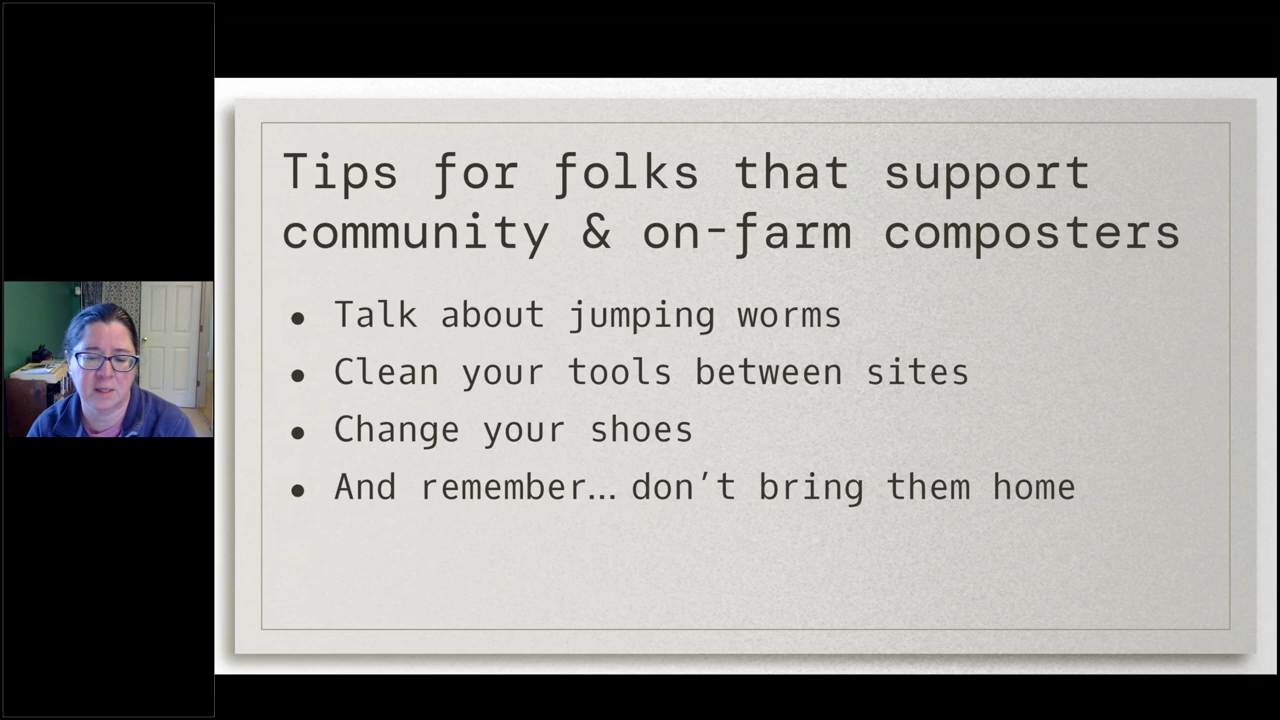 Tips for folks that support
community & on-farm composters
• Talk about jumping worms
• Clean your tools between sites
• Change your shoes
• And remember… don’t bring them home